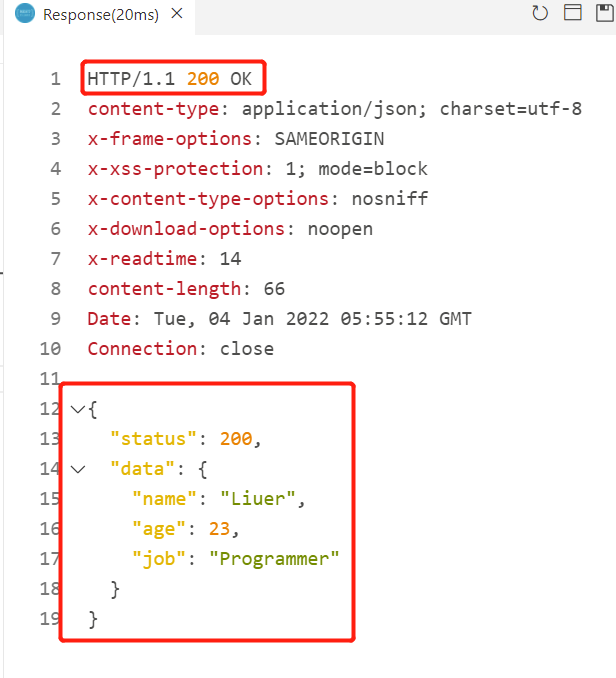 Response(20ms)
1 HTTP/1.1 200 OK
2 content-type: application/json; charset=utf-8
3 x-frame-options: SAMEORIGIN
4 x-xss-protection: 1; mode=block
5 x-content-type-options: nosniff
6 x-download-options: noopen
7 x-readtime: 14
8 content-length: 66
9 Date: Tue, 04 Jan 2022 05:55:12 GMT
10 Connection: close
11
12 {
13 "status": 200,
14 "data": {
15 "name": "Liuer",
16 "age": 23,
17 "job": "Programmer"
18 }
19 }